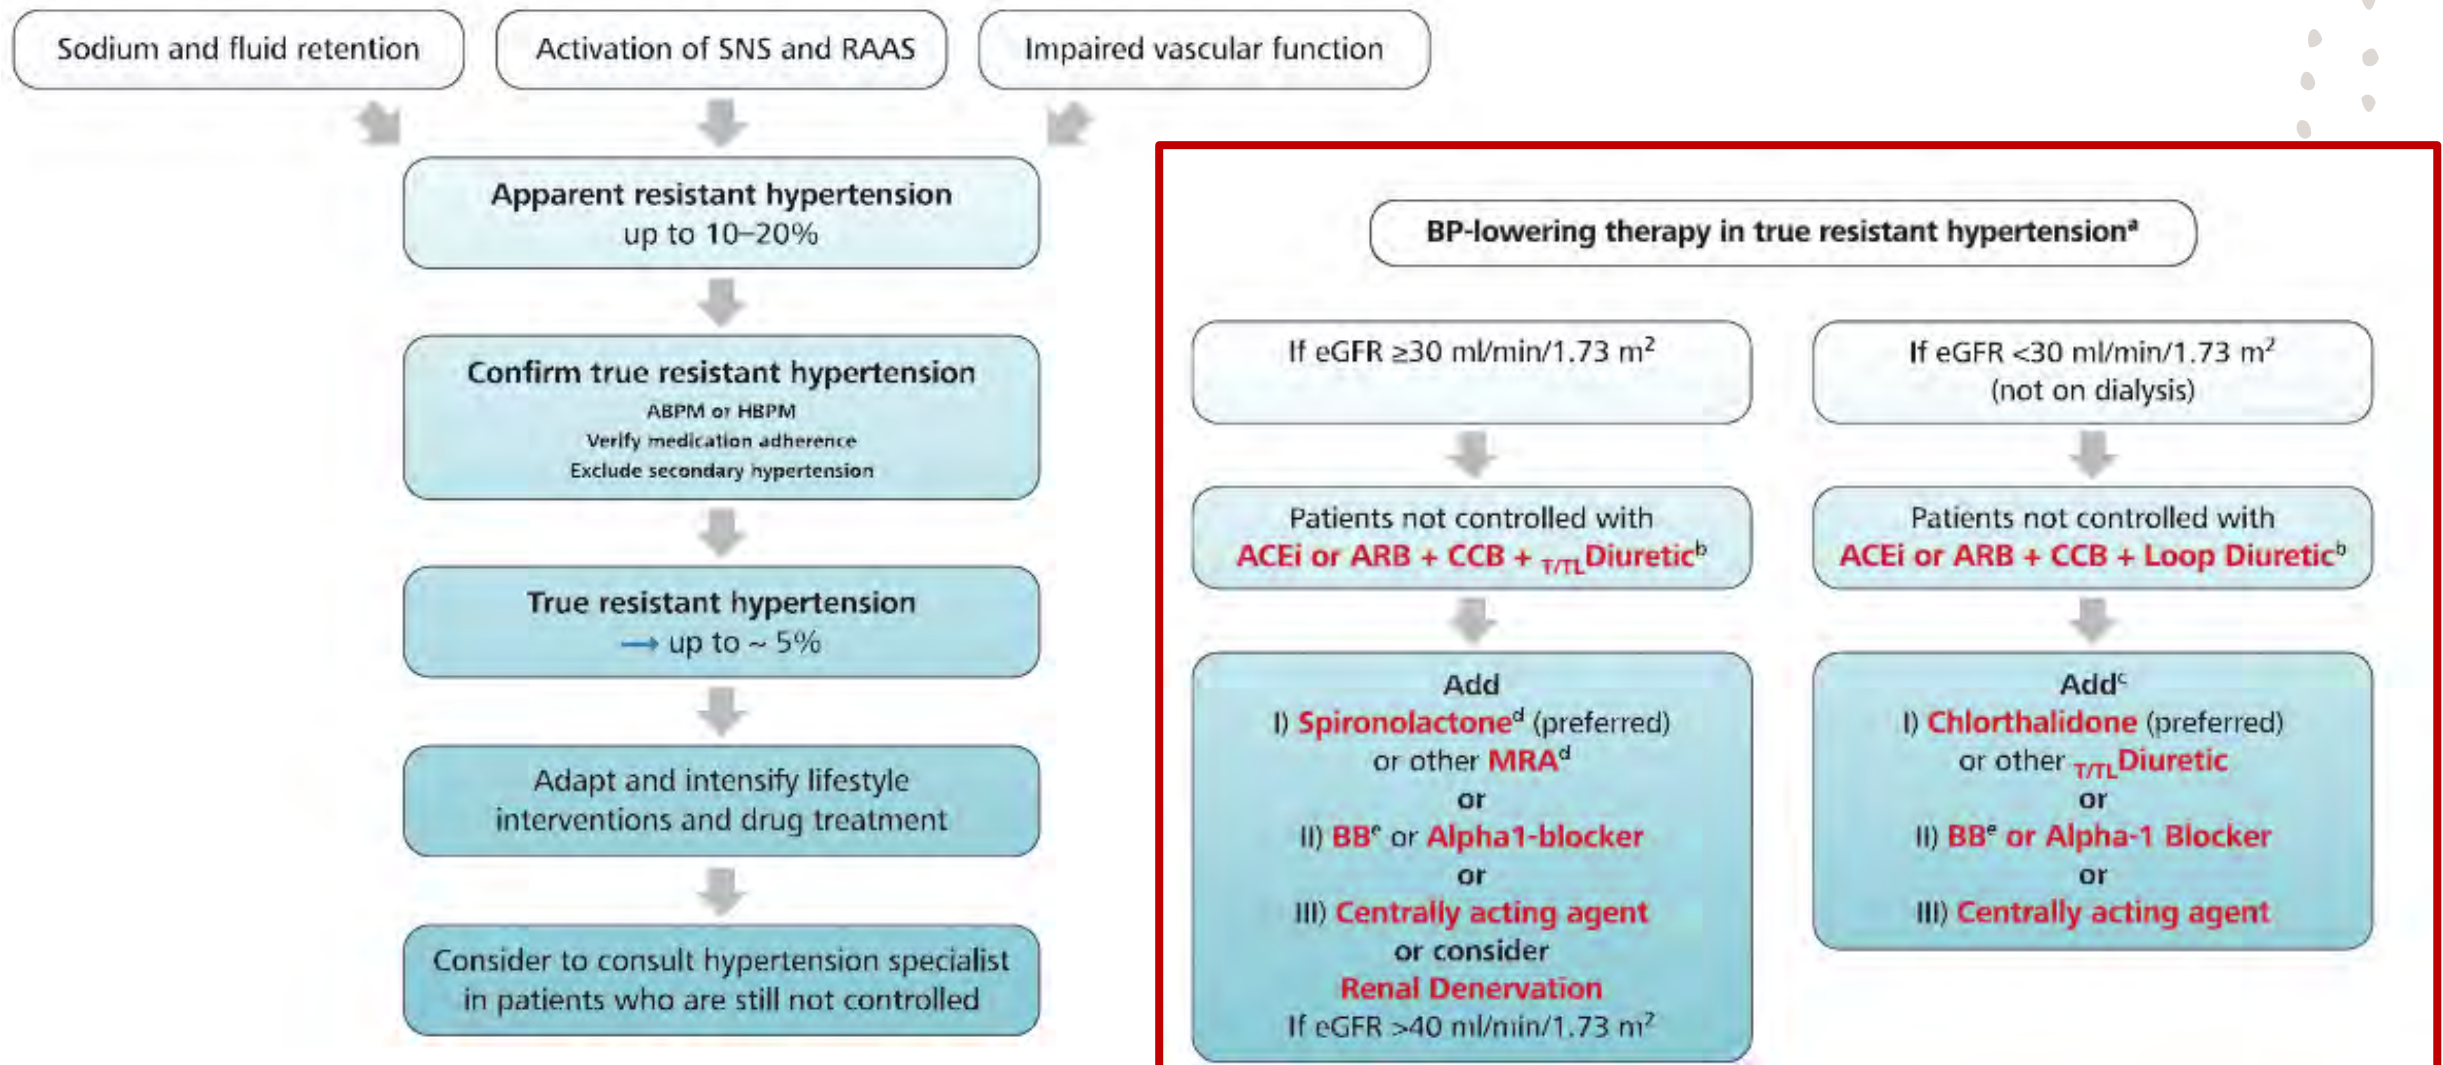 Sodium and fluid retention
Activation of SNS and RAAS
Impaired vascular function
Apparent resistant hypertension
up to 10–20%
Confirm true resistant hypertension
ABPM or HBPM
Verify medication adherence
Exclude secondary hypertension
True resistant hypertension
→ up to ~ 5%
Adapt and intensify lifestyle
interventions and drug treatment
Consider to consult hypertension specialist
in patients who are still not controlled
BP-lowering therapy in true resistant hypertensionᵃ
If eGFR ≥30 ml/min/1.73 m²
Patients not controlled with
ACEi or ARB + CCB + T/TLDiureticᵇ
Add
I) Spironolactoneᵈ (preferred)
or other MRAᵈ
or
II) BBᵉ or Alpha1-blocker
or
III) Centrally acting agent
or consider
Renal Denervation
If eGFR >40 ml/min/1.73 m²
If eGFR <30 ml/min/1.73 m²
(not on dialysis)
Patients not controlled with
ACEi or ARB + CCB + Loop Diureticᵇ
Addᶜ
I) Chlorthalidone (preferred)
or other T/TLDiuretic
or
II) BBᵉ or Alpha-1 Blocker
or
III) Centrally acting agent